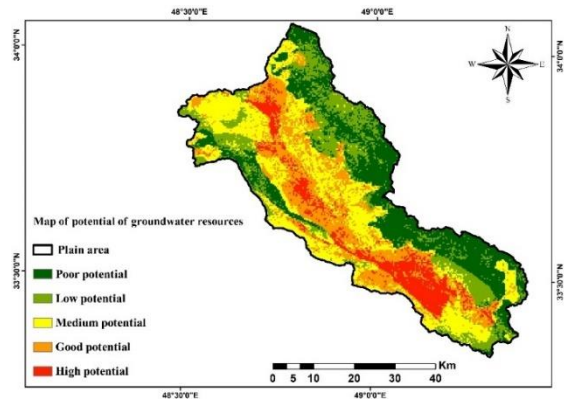 48°30'0"E
49°0'0"E
34°0'0"N
34°0'0"N
N
W
E
S
Map of potential of groundwater resources
Plain area
Poor potential
Low potential
Medium potential
Good potential
High potential
33°30'0"N
33°30'0"N
Km
0 5 10 20 30 40
48°30'0"E
49°0'0"E